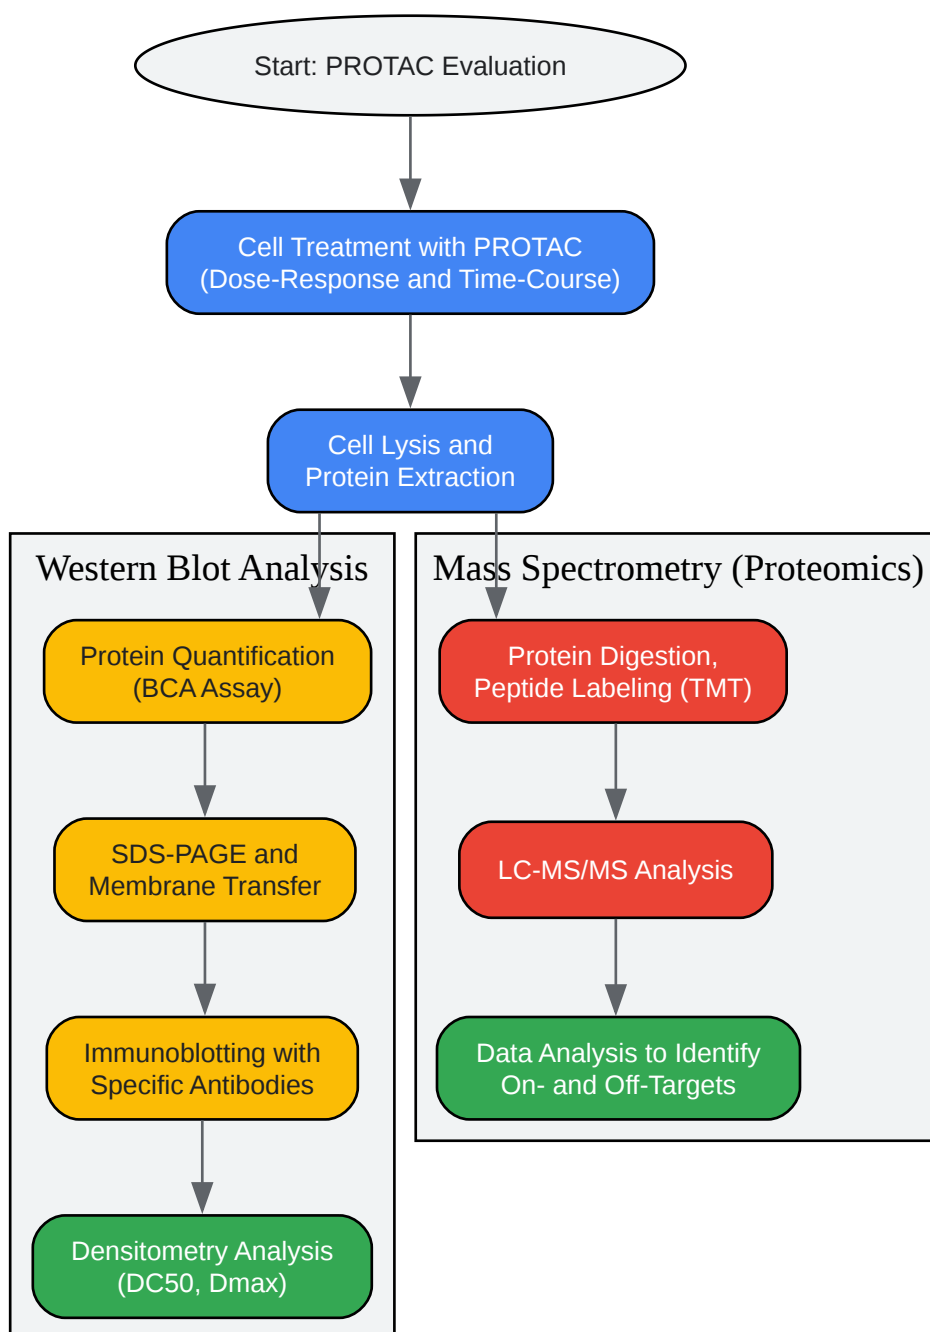 Start: PROTAC Evaluation
Cell Treatment with PROTAC
(Dose-Response and Time-Course)
Cell Lysis and
Protein Extraction
Western Blot Analysis
Protein Quantification
(BCA Assay)
SDS-PAGE and
Membrane Transfer
Immunoblotting with
Specific Antibodies
Densitometry Analysis
(DC50, Dmax)
Mass Spectrometry (Proteomics)
Protein Digestion,
Peptide Labeling (TMT)
LC-MS/MS Analysis
Data Analysis to Identify
On- and Off-Targets